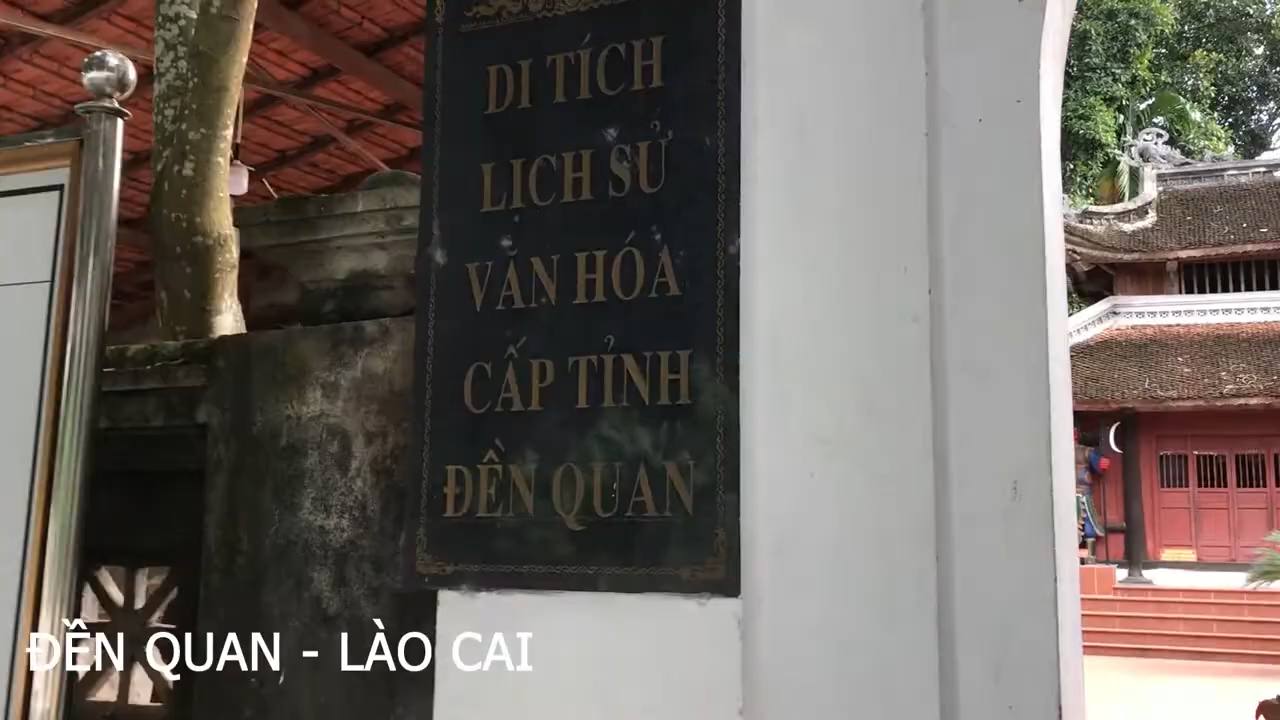 DI TÍCH
LỊCH SỬ
VĂN HÓA
CẤP TỈNH
ĐỀN QUAN
ĐỀN QUAN - LÀO CAI